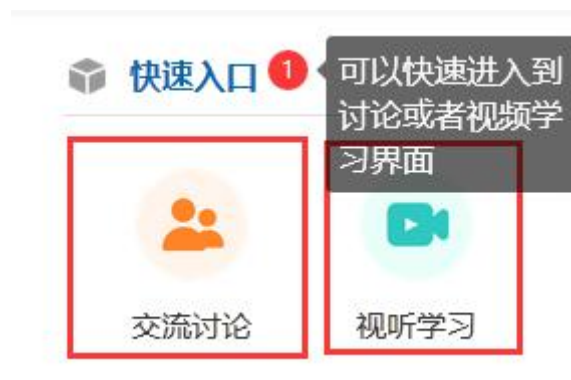 快速入口 1
可以快速进入到
讨论或者视频学
习界面
交流讨论
视听学习